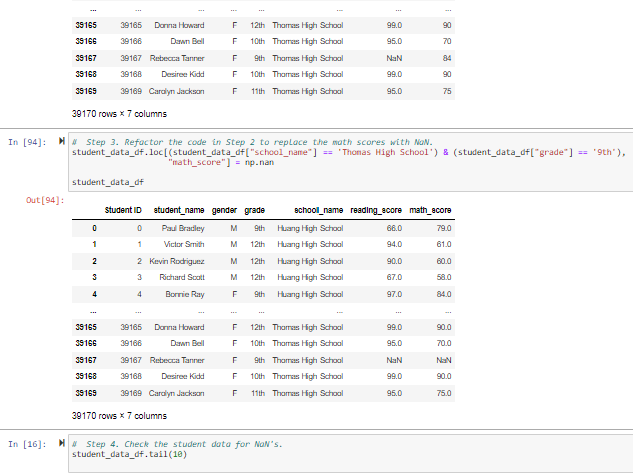 ... ... ... ... ... ... ... ...
39165 39165 Donna Howard F 12th Thomas High School 99.0 90
39166 39166 Dawn Bell F 10th Thomas High School 95.0 70
39167 39167 Rebecca Tanner F 9th Thomas High School NaN 84
39168 39168 Desiree Kidd F 10th Thomas High School 99.0 90
39169 39169 Carolyn Jackson F 11th Thomas High School 95.0 75
39170 rows × 7 columns
In [94]: # Step 3. Refactor the code in Step 2 to replace the math scores with NaN.
student_data_df.loc[(student_data_df["school_name"] == 'Thomas High School') & (student_data_df["grade"] == '9th'),
"math_score"] = np.nan
student_data_df
Out[94]:
Student ID student_name gender grade school_name reading_score math_score
0 0 Paul Bradley M 9th Huang High School 66.0 79.0
1 1 Victor Smith M 12th Huang High School 94.0 61.0
2 2 Kevin Rodriguez M 12th Huang High School 90.0 60.0
3 3 Richard Scott M 12th Huang High School 67.0 58.0
4 4 Bonnie Ray F 9th Huang High School 97.0 84.0
... ... ... ... ... ... ... ...
39165 39165 Donna Howard F 12th Thomas High School 99.0 90.0
39166 39166 Dawn Bell F 10th Thomas High School 95.0 70.0
39167 39167 Rebecca Tanner F 9th Thomas High School NaN NaN
39168 39168 Desiree Kidd F 10th Thomas High School 99.0 90.0
39169 39169 Carolyn Jackson F 11th Thomas High School 95.0 75.0
39170 rows × 7 columns
In [16]: # Step 4. Check the student data for NaN's.
student_data_df.tail(10)